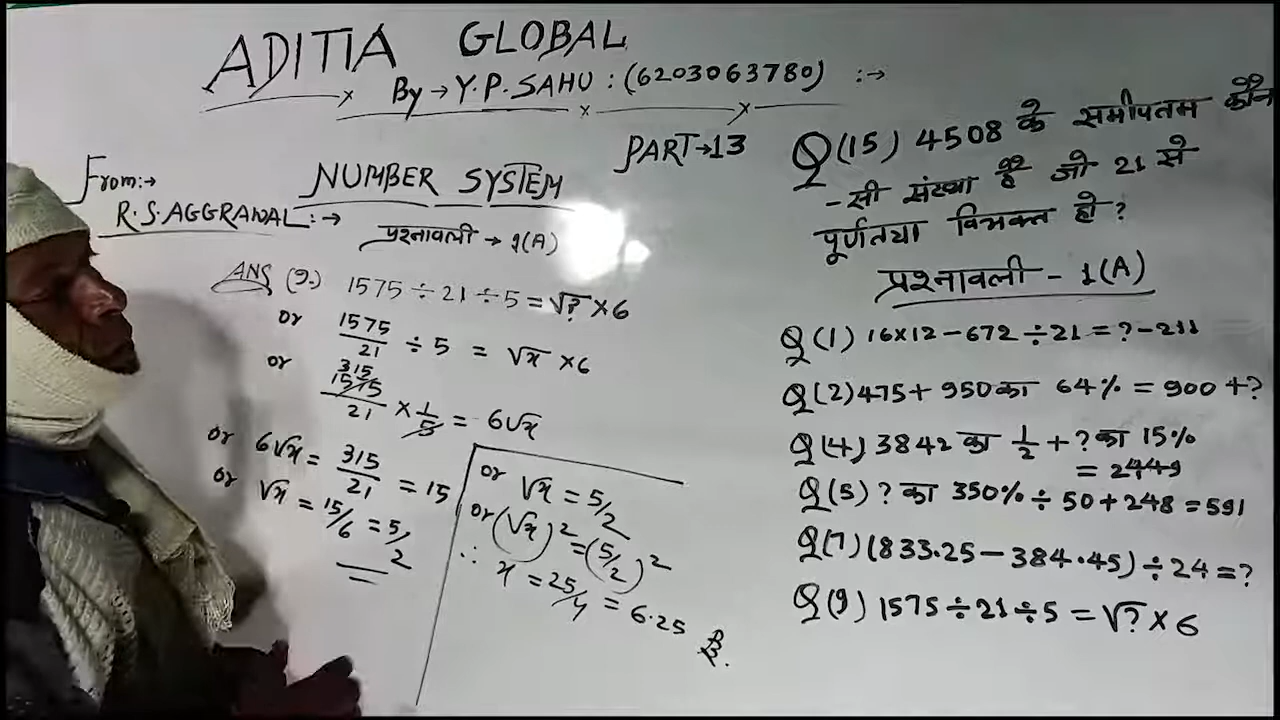 ADITIA GLOBAL
By → Y.P. SAHU : (6203063780) :→
PART→13
From:→
NUMBER SYSTEM
R.S.AGGRAWAL:→
प्रश्नावली → 1(A)
ANS (9.) 1575 ÷ 21 ÷ 5 = √? × 6
or 1575/21 ÷ 5 = √x × 6
or 315
1575/21 × 1/5 = 6√x
or 6√x = 315/21 = 15
or √x = 15/6 = 5/2
or √x = 5/2
or (√x)² = (5/2)²
∴ x = 25/4 = 6.25
Q(15) 4508 के समीपतम कौन
-सी संख्या है जो 21 से
पूर्णतया विभक्त हो?
प्रश्नावली - 1(A)
Q(1) 16×12-672÷21=?-211
Q(2) 475+950 का 64% = 900+?
Q(4) 3842 का 1/2 + ? का 15%
= 2449
Q(5) ? का 350% ÷ 50 + 248 = 591
Q(7) (833.25-384.45) ÷ 24 = ?
Q(9) 1575 ÷ 21 ÷ 5 = √? × 6